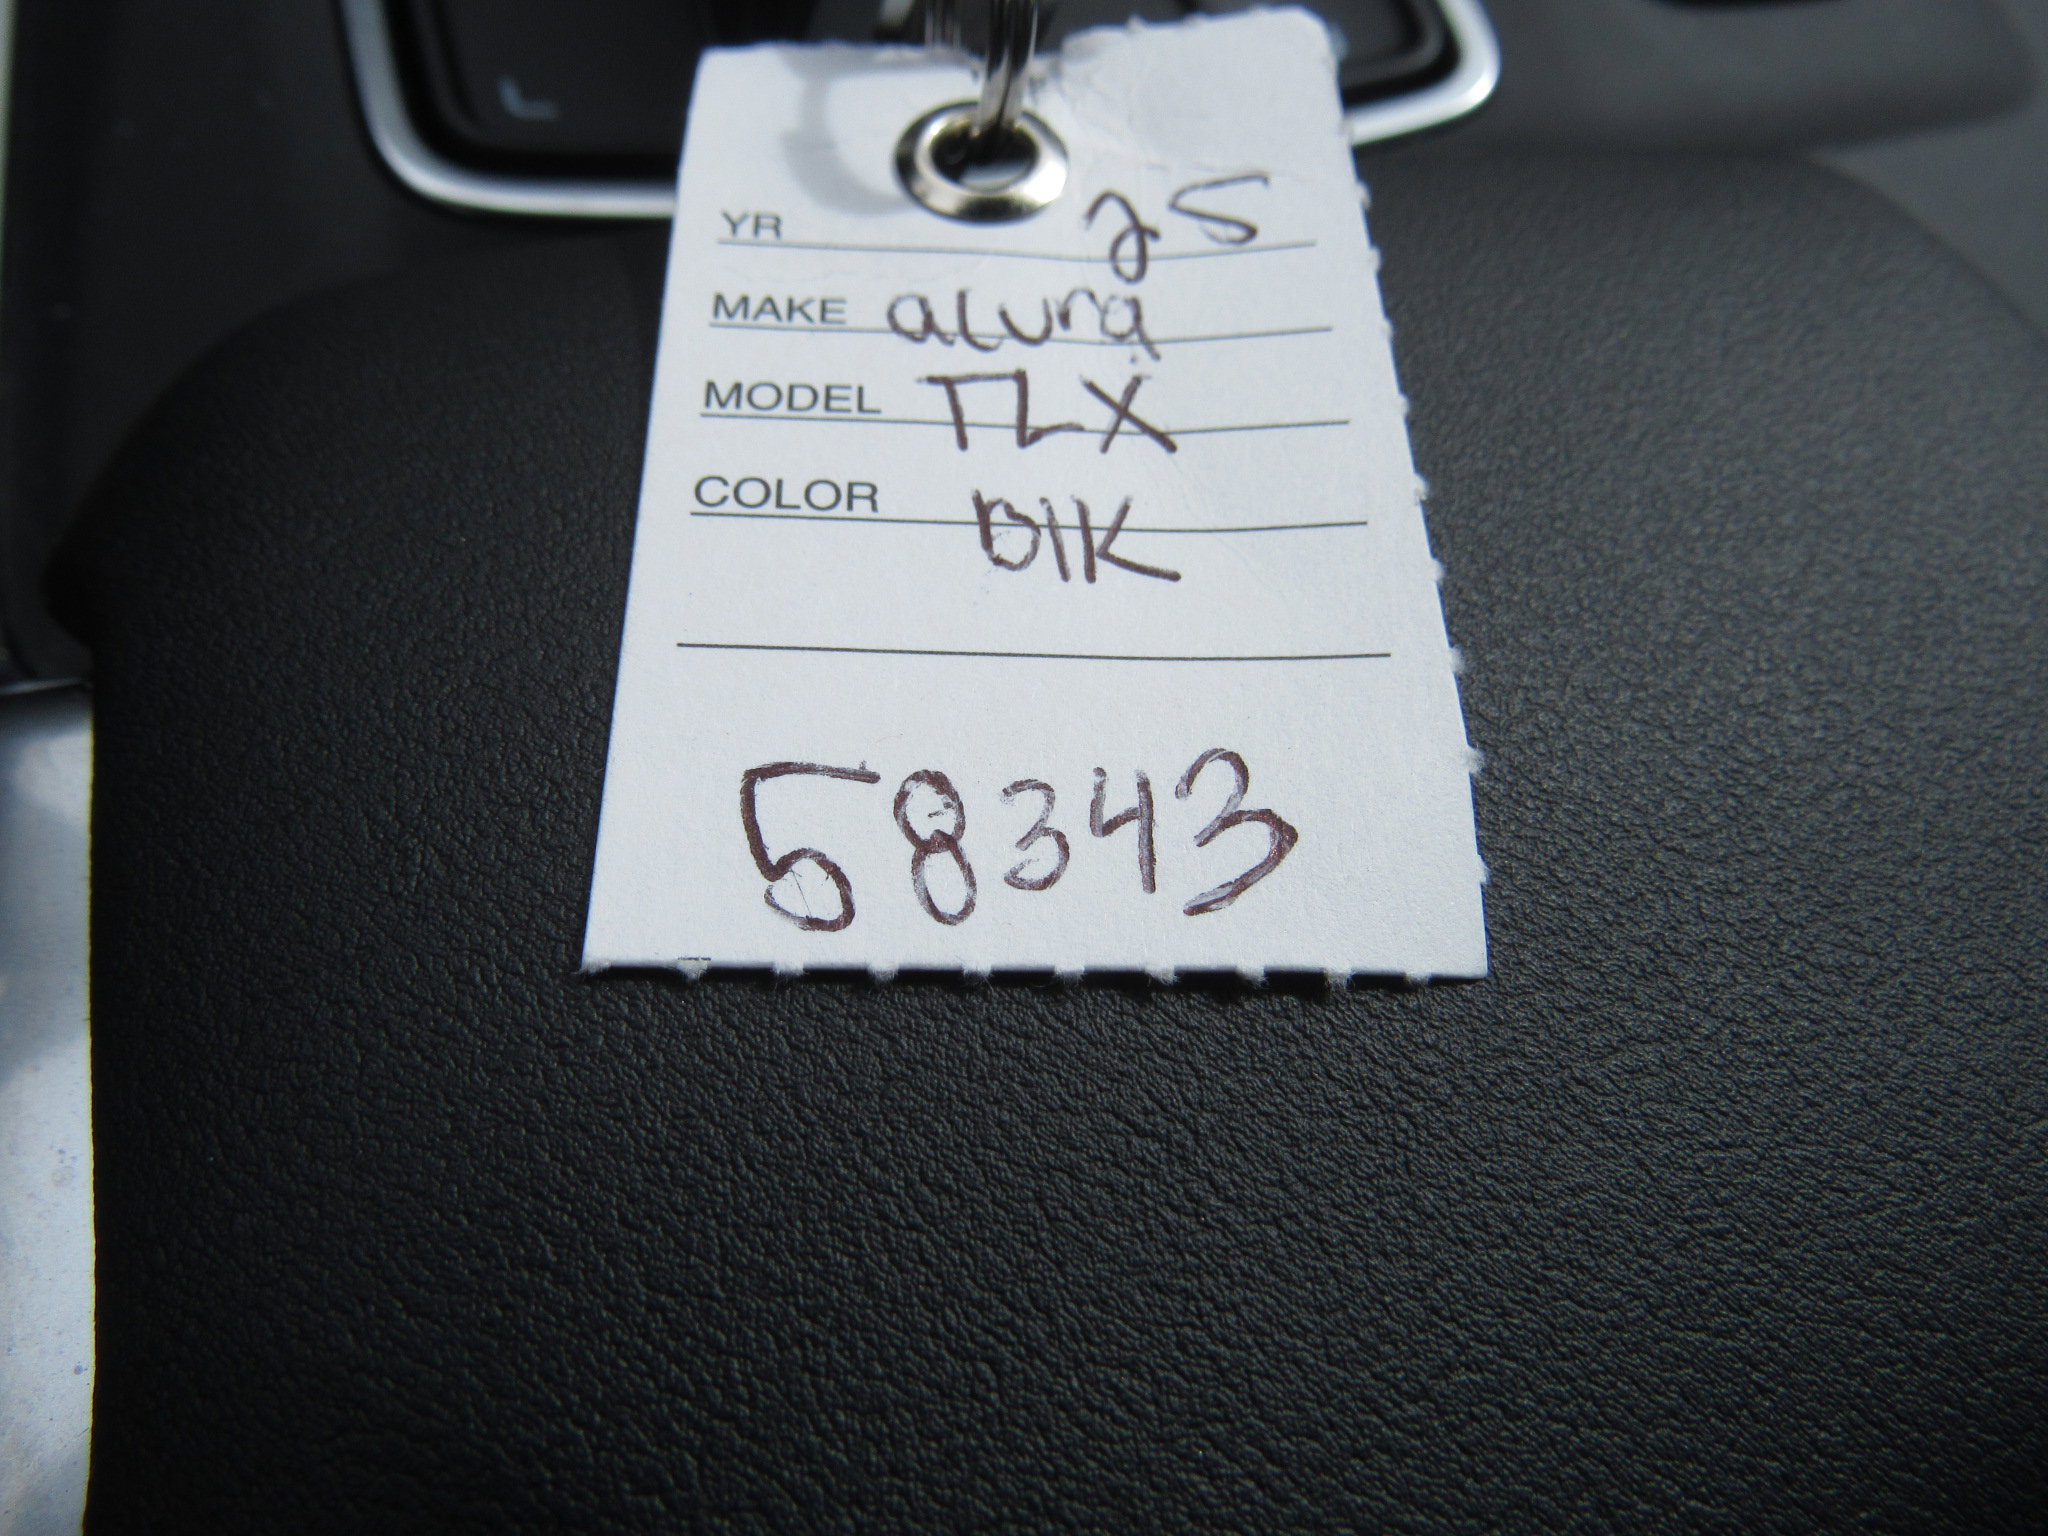 YR 25
MAKE acura
MODEL TLX
COLOR Blk
58343